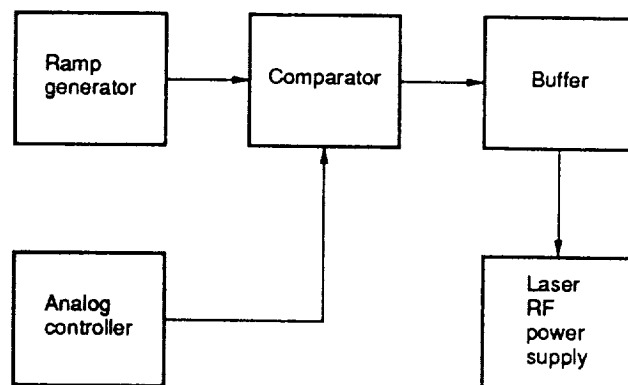 Ramp
generator
Comparator
Buffer
Analog
controller
Laser
RF
power
supply